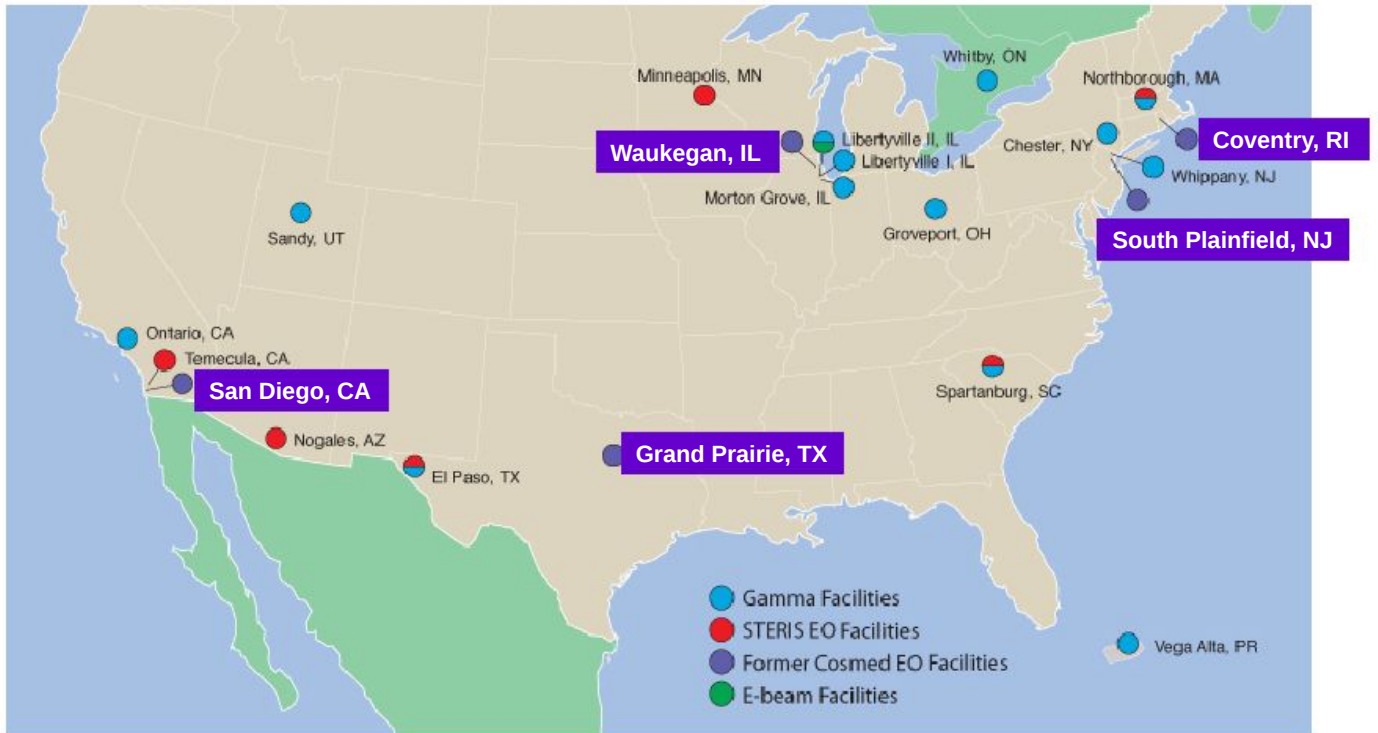 Whitby, ON
Minneapolis, MN
Northborough, MA
Waukegan, IL
Libertyville II, IL
Coventry, RI
Chester, NY
Libertyville I, IL
Whippany, NJ
Morton Grove, IL
Sandy, UT
Groveport, OH
South Plainfield, NJ
Ontario, CA
Temecula, CA
San Diego, CA
Spartanburg, SC
Nogales, AZ
Grand Prairie, TX
El Paso, TX
Gamma Facilities
STERIS EO Facilities
Former Cosmed EO Facilities
E-beam Facilities
Vega Alta, PR